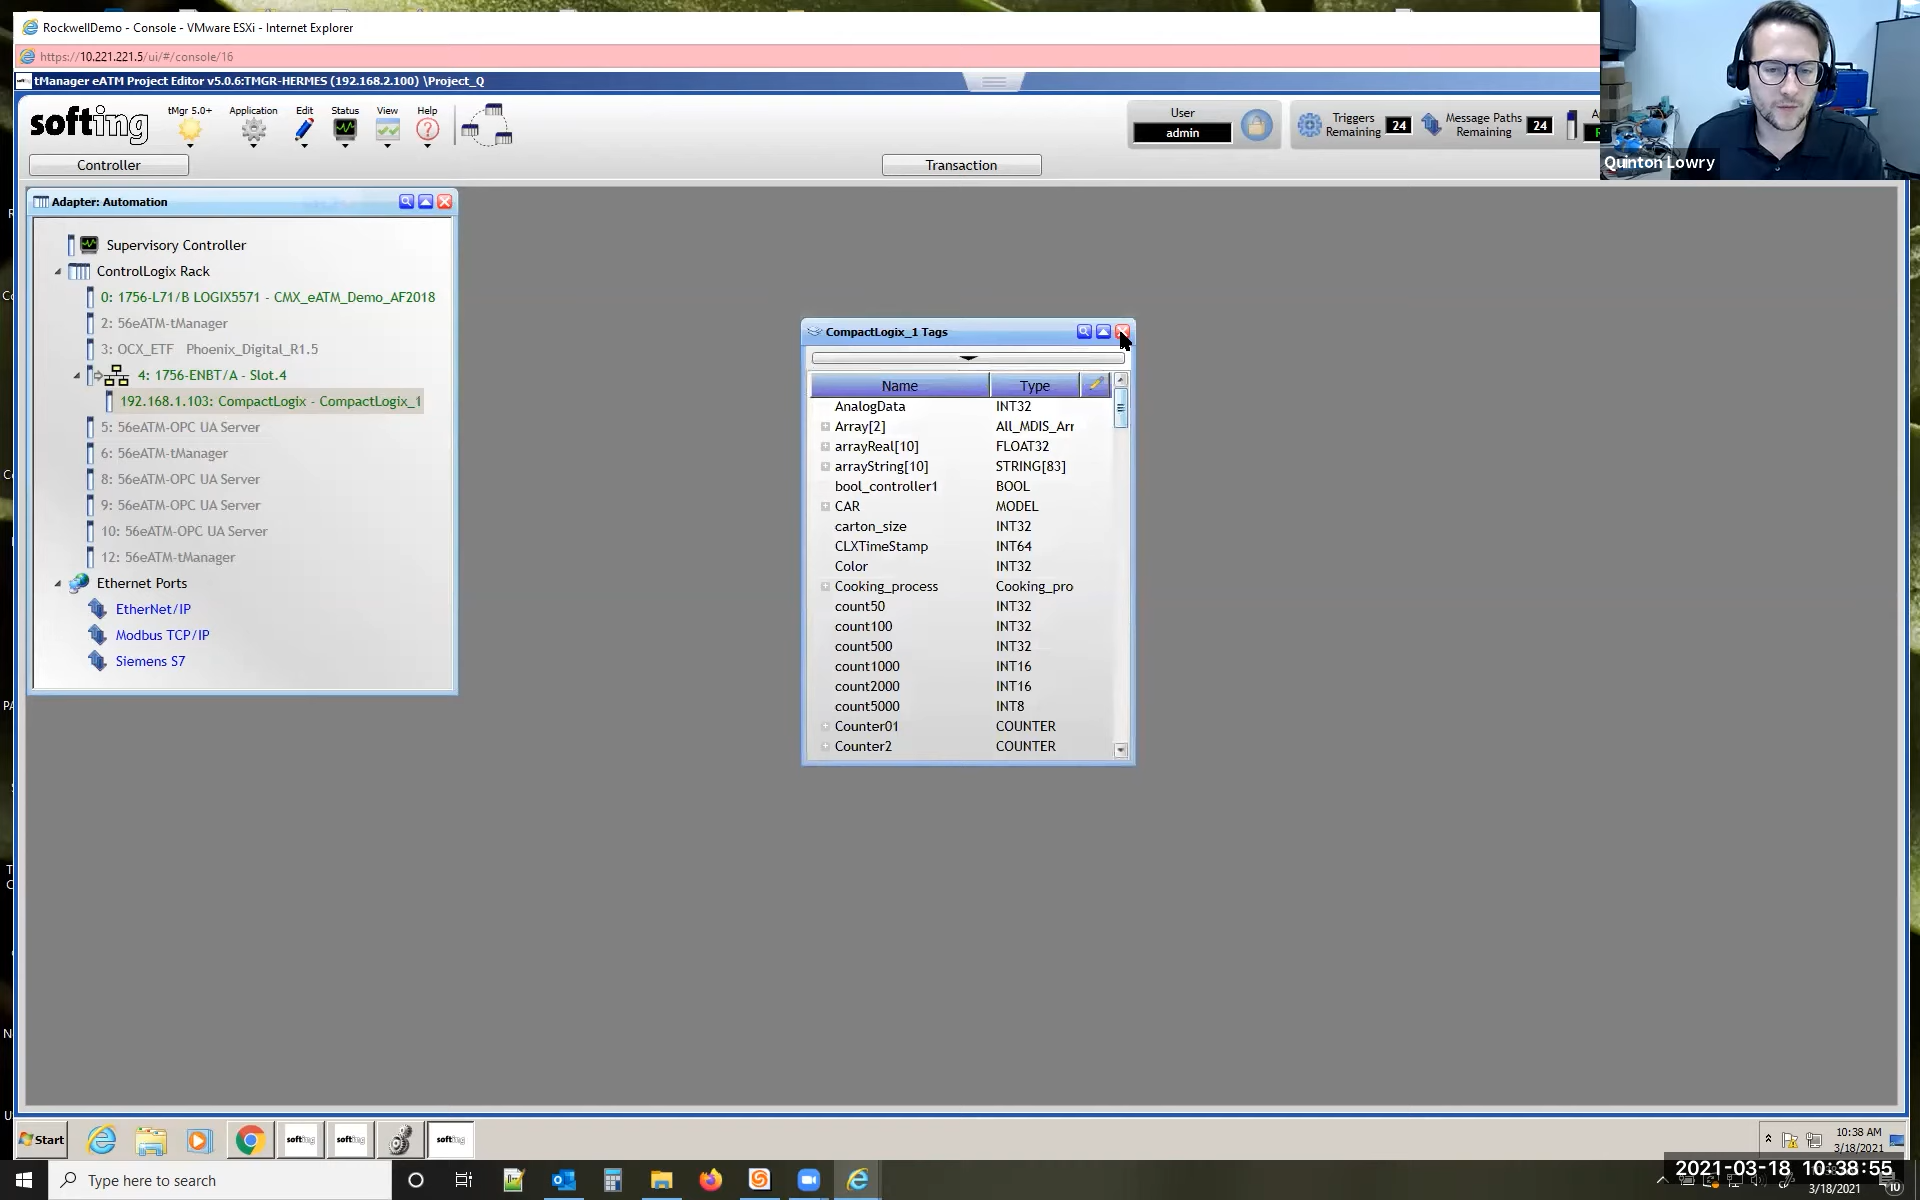 RockwellDemo - Console - VMware ESXi - Internet Explorer
https://10.221.221.5/ui/#/console/16
tManager eATM Project Editor v5.0.6:TMGR-HERMES (192.168.2.100) \Project_Q
softing
tMgr 5.0+
Application
Edit
Status
View
Help
User
admin
Triggers Remaining 24
Message Paths Remaining 24
Quinton Lowry
Controller
Transaction
Adapter: Automation
Supervisory Controller
ControlLogix Rack
0: 1756-L71/B LOGIX5571 - CMX_eATM_Demo_AF2018
2: 56eATM-tManager
3: OCX_ETF Phoenix_Digital_R1.5
4: 1756-ENBT/A - Slot.4
192.168.1.103: CompactLogix - CompactLogix_1
5: 56eATM-OPC UA Server
6: 56eATM-tManager
8: 56eATM-OPC UA Server
9: 56eATM-OPC UA Server
10: 56eATM-OPC UA Server
12: 56eATM-tManager
Ethernet Ports
EtherNet/IP
Modbus TCP/IP
Siemens S7
CompactLogix_1 Tags
Name Type
AnalogData INT32
Array[2] All_MDIS_Arr
arrayReal[10] FLOAT32
arrayString[10] STRING[83]
bool_controller1 BOOL
CAR MODEL
carton_size INT32
CLXTimeStamp INT64
Color INT32
Cooking_process Cooking_pro
count50 INT32
count100 INT32
count500 INT32
count1000 INT16
count2000 INT16
count5000 INT8
Counter01 COUNTER
Counter2 COUNTER
Start
softing
softing
softing
10:38 AM
3/18/2021
Type here to search
2021-03-18 10:38:55
3/18/2021